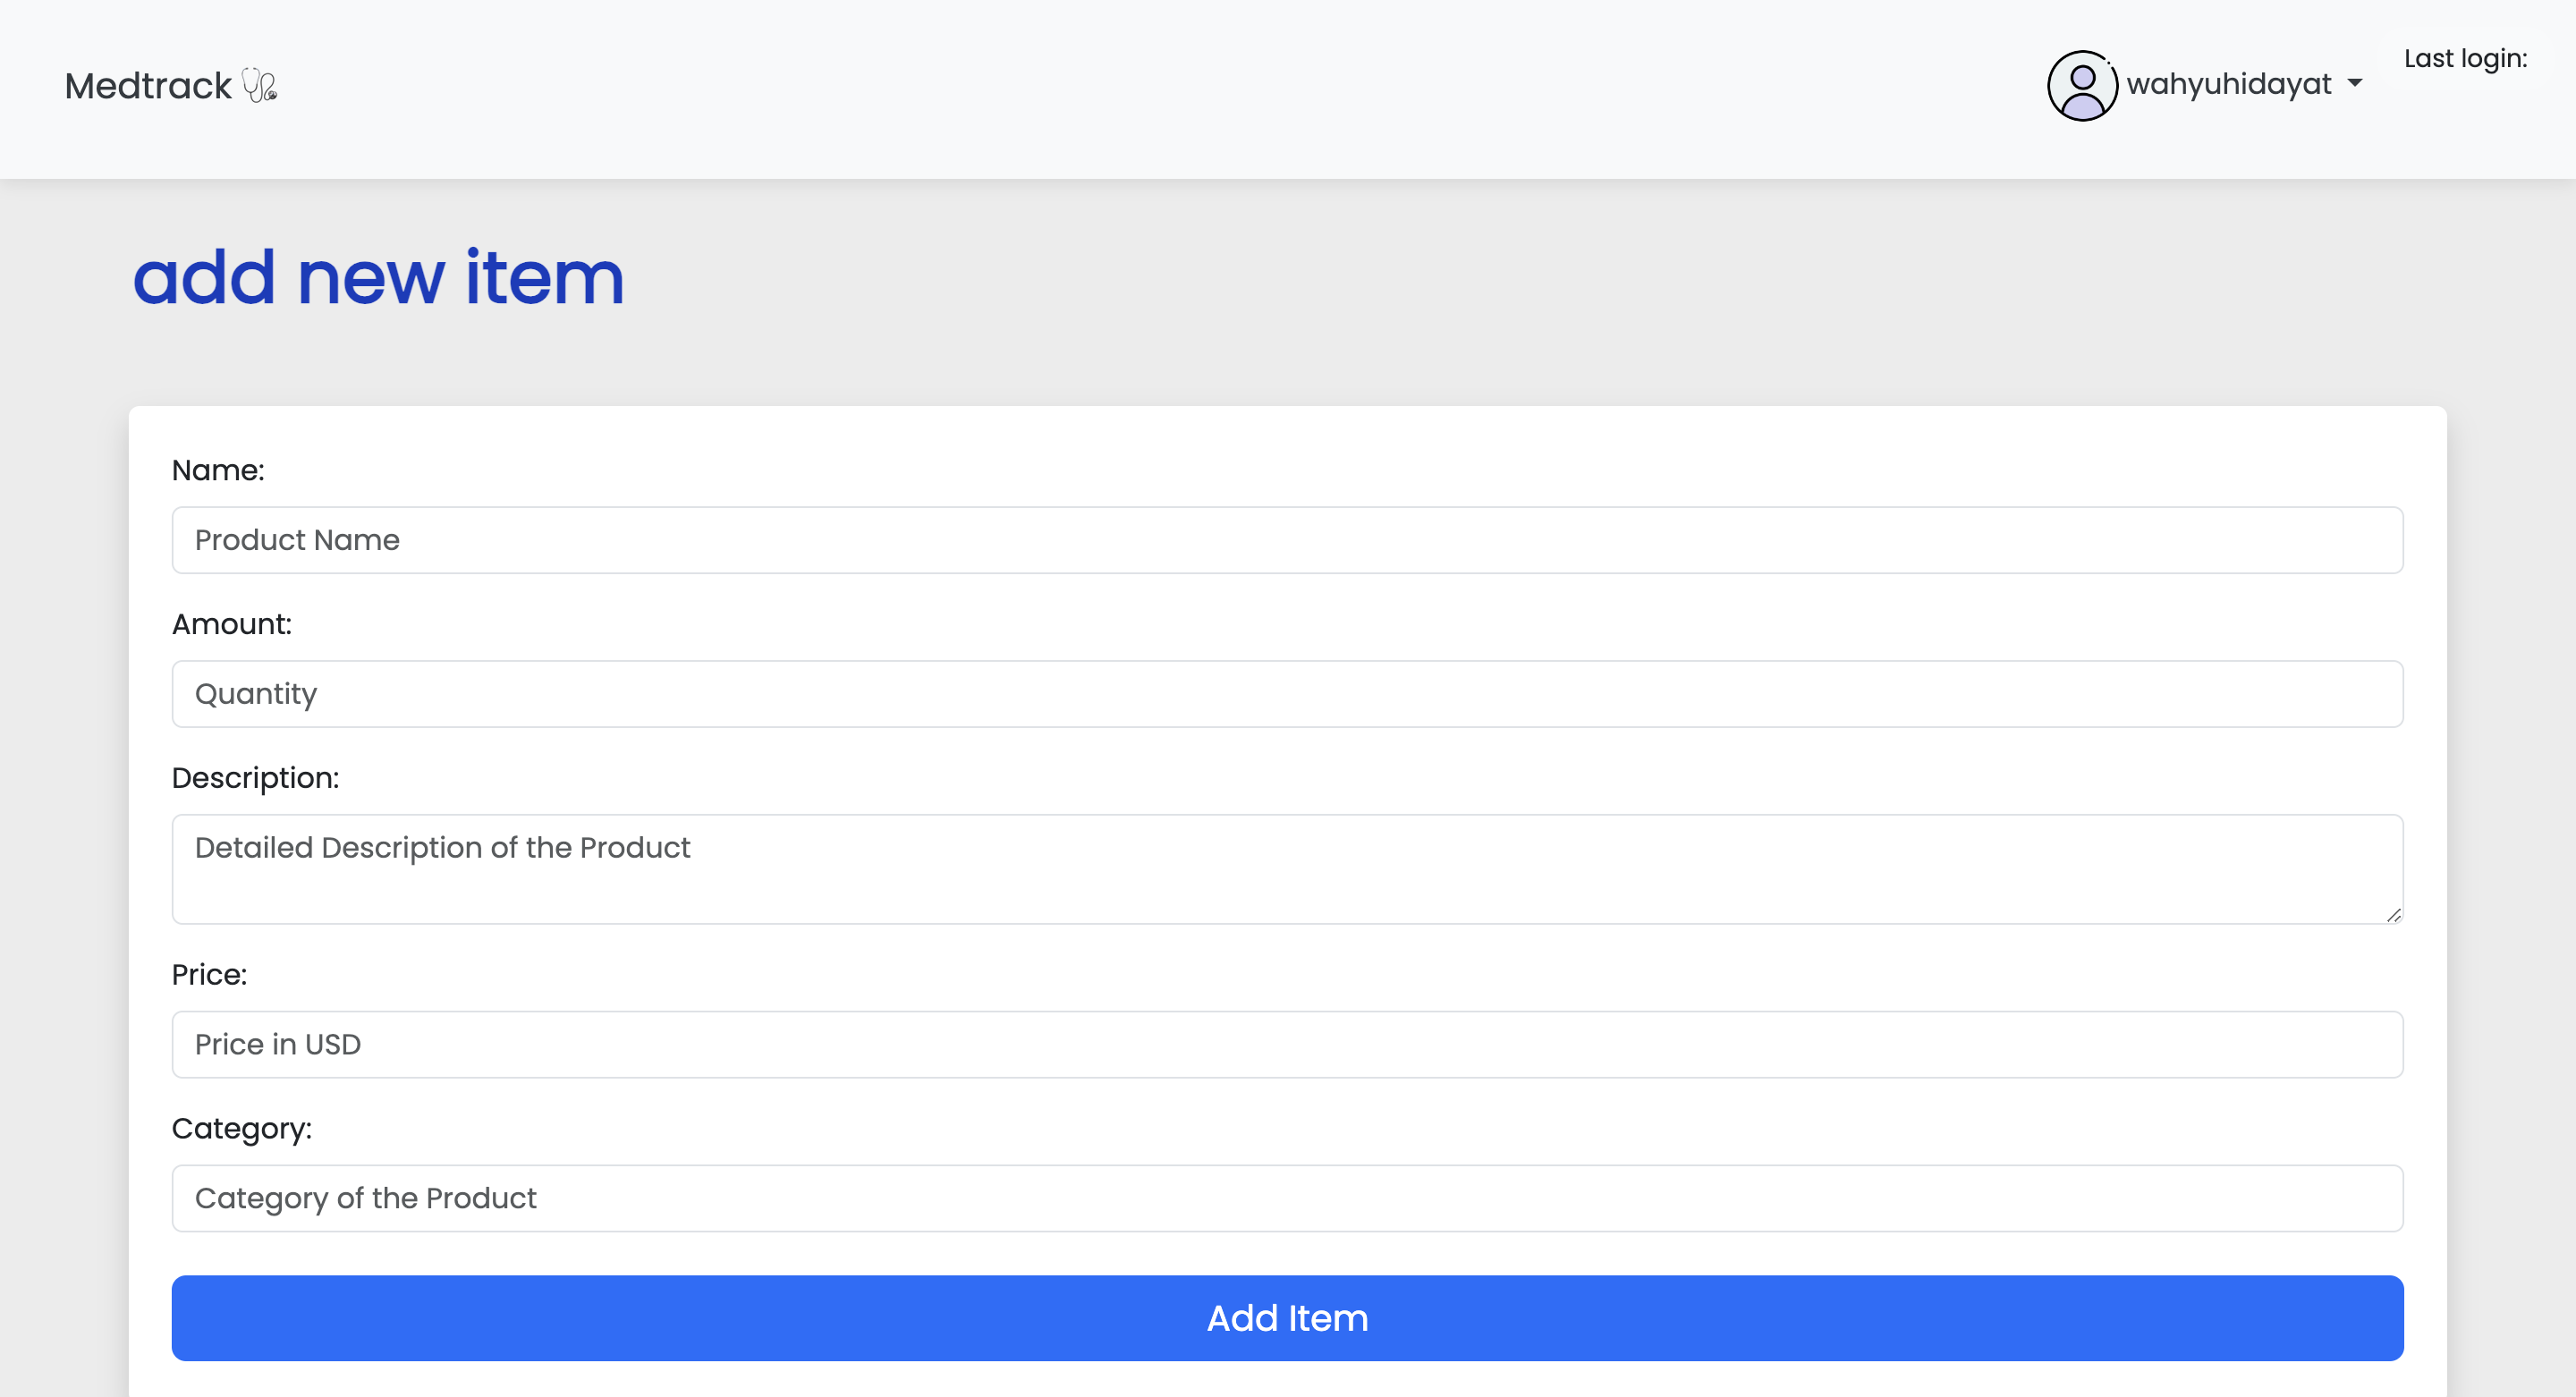 Medtrack
wahyuhidayat
Last login:
add new item
Name:
Product Name
Amount:
Quantity
Description:
Detailed Description of the Product
Price:
Price in USD
Category:
Category of the Product
Add Item